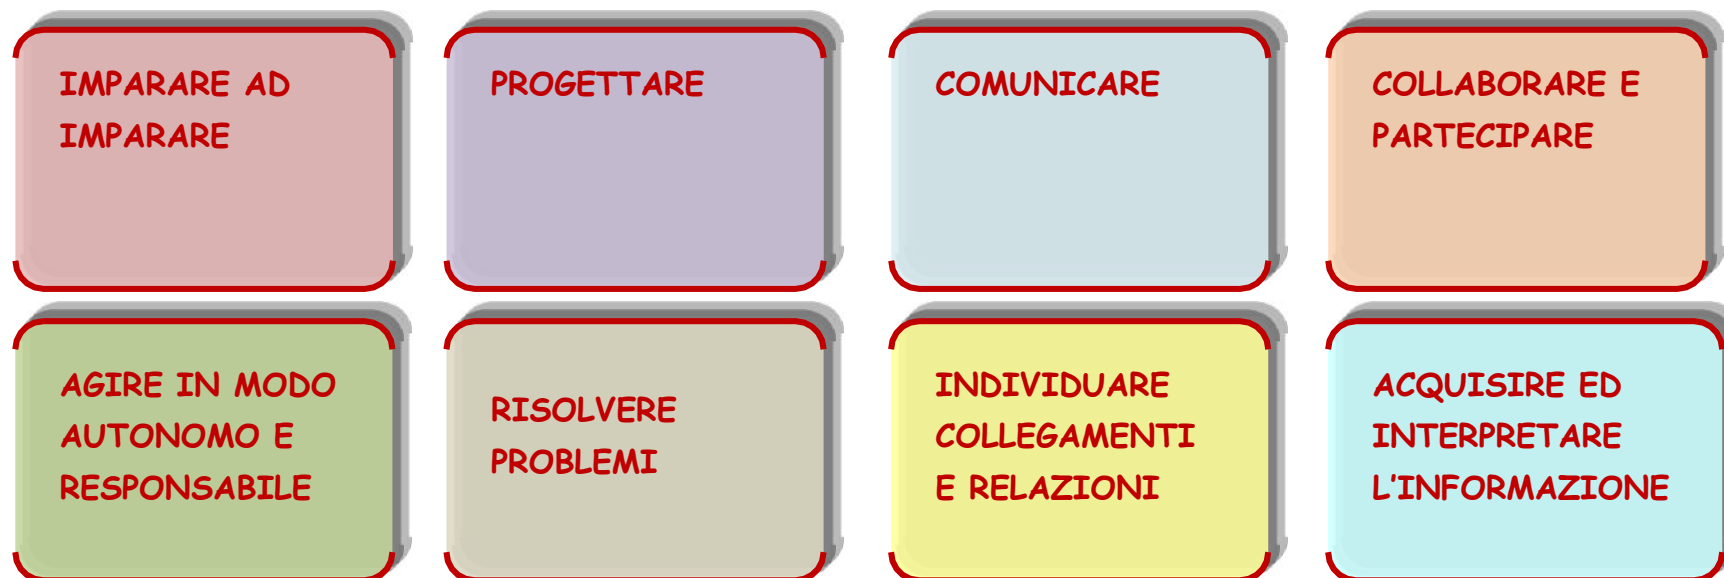 IMPARARE AD
IMPARARE
PROGETTARE
COMUNICARE
COLLABORARE E
PARTECIPARE
AGIRE IN MODO
AUTONOMO E
RESPONSABILE
RISOLVERE
PROBLEMI
INDIVIDUARE
COLLEGAMENTI
E RELAZIONI
ACQUISIRE ED
INTERPRETARE
L'INFORMAZIONE